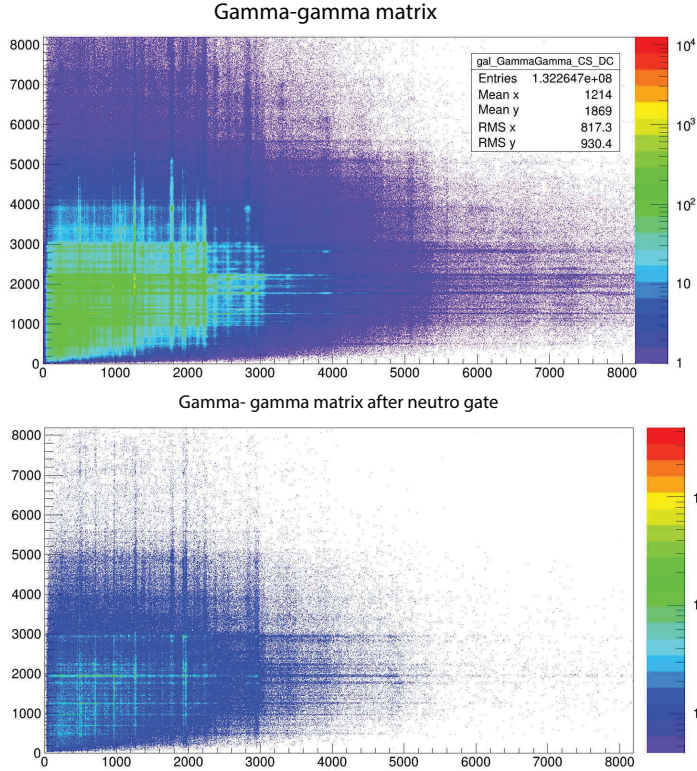 Gamma-gamma matrix
8000
7000
6000
5000
4000
3000
2000
1000
0
0 1000 2000 3000 4000 5000 6000 7000 8000
gal_GammaGamma_CS_DC
Entries 1.322647e+08
Mean x 1214
Mean y 1869
RMS x 817.3
RMS y 930.4
10⁴
10³
10²
10
1
Gamma- gamma matrix after neutro gate
8000
7000
6000
5000
4000
3000
2000
1000
0
0 1000 2000 3000 4000 5000 6000 7000 8000
1
1
1